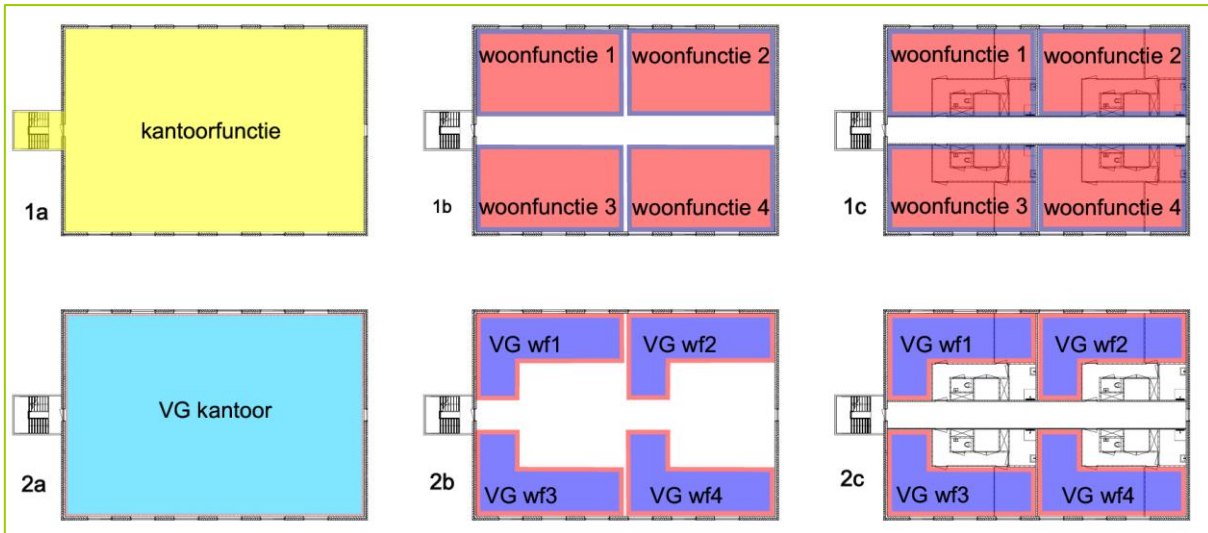 kantoorfunctie
1a
woonfunctie 1
woonfunctie 2
woonfunctie 3
woonfunctie 4
1b
woonfunctie 1
woonfunctie 2
woonfunctie 3
woonfunctie 4
1c
VG kantoor
2a
VG wf1
VG wf2
VG wf3
VG wf4
2b
VG wf1
VG wf2
VG wf3
VG wf4
2c